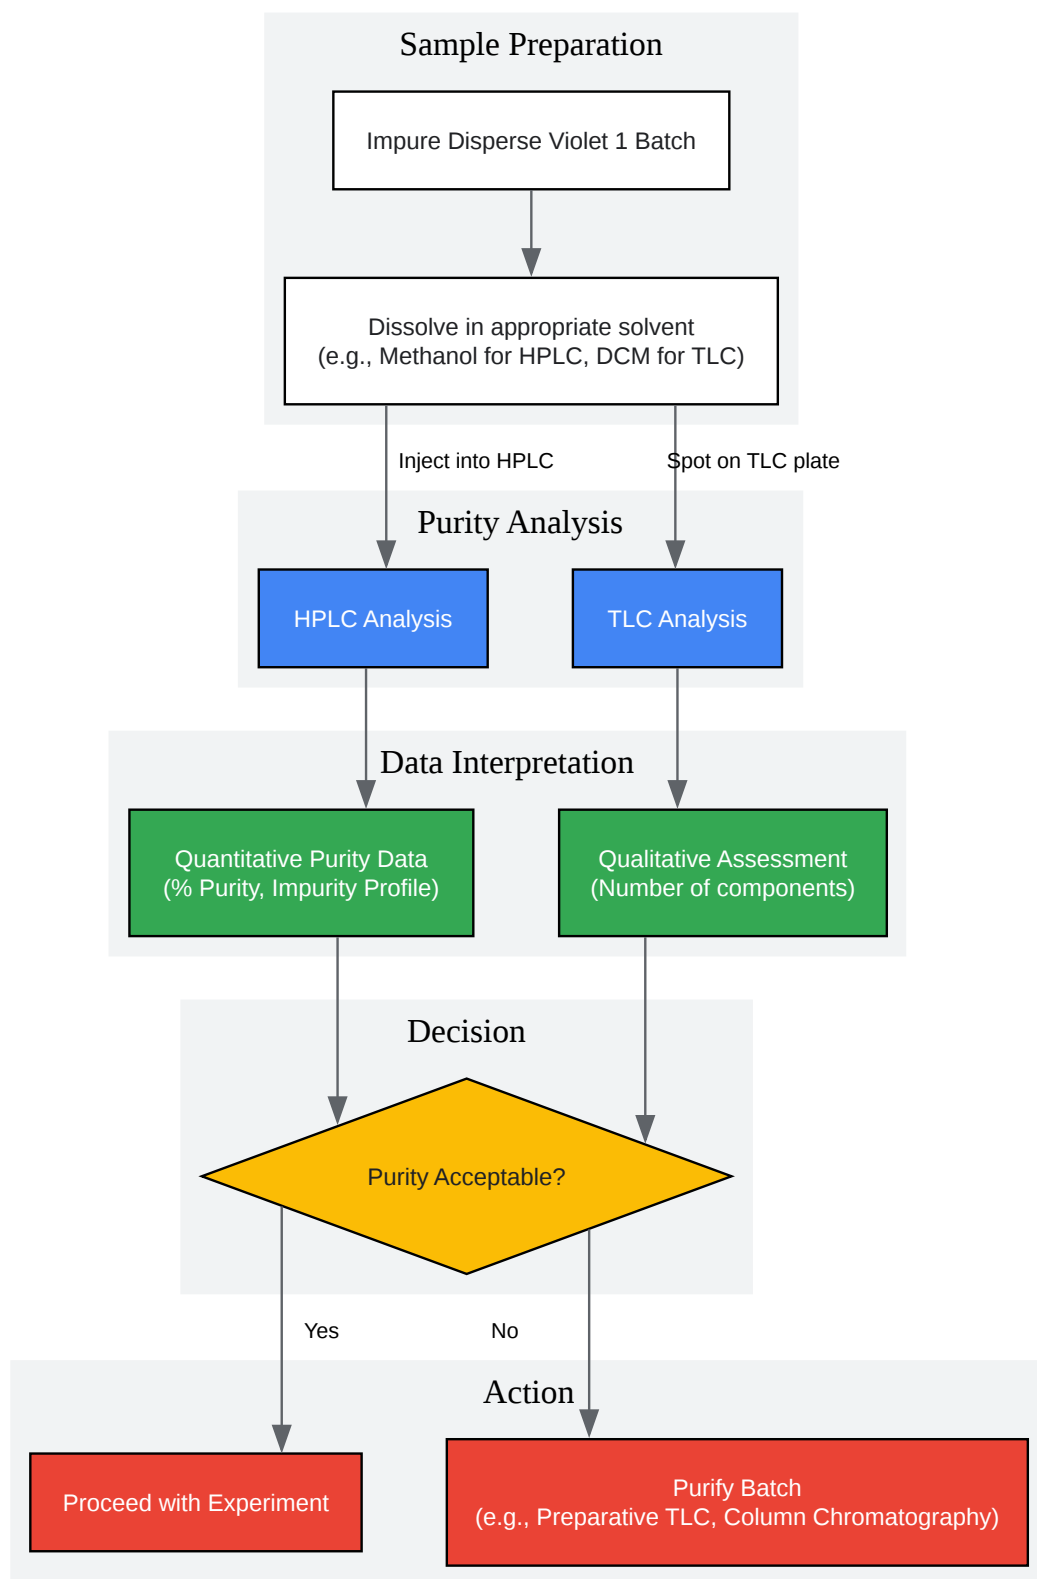 Sample Preparation
Impure Disperse Violet 1 Batch
Dissolve in appropriate solvent
(e.g., Methanol for HPLC, DCM for TLC)
Inject into HPLC
Spot on TLC plate
Purity Analysis
HPLC Analysis
TLC Analysis
Data Interpretation
Quantitative Purity Data
(% Purity, Impurity Profile)
Qualitative Assessment
(Number of components)
Decision
Purity Acceptable?
Yes
No
Action
Proceed with Experiment
Purify Batch
(e.g., Preparative TLC, Column Chromatography)